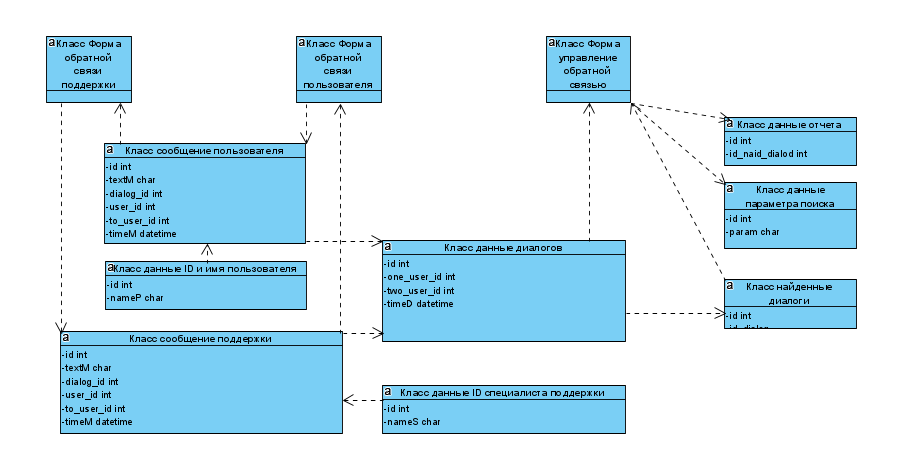 a Класс Форма
обратной
связи
поддержки
a Класс Форма
обратной
связи
пользователя
a Класс Форма
управление
обратной
связью
a Класс данные отчета
-id int
-id_naid_dialod int
a Класс сообщение пользователя
-id int
-textM char
-dialog_id int
-user_id int
-to_user_id int
-timeM datetime
a Класс данные
параметра поиска
-id int
-param char
a Класс данные диалогов
-id int
-one_user_id int
-two_user_id int
-timeD datetime
a Класс данные ID и имя пользователя
-id int
-nameP char
a Класс найденные
диалоги
-id int
a Класс сообщение поддержки
-id int
-textM char
-dialog_id int
-user_id int
-to_user_id int
-timeM datetime
a Класс данные ID специалиста поддержки
-id int
-nameS char